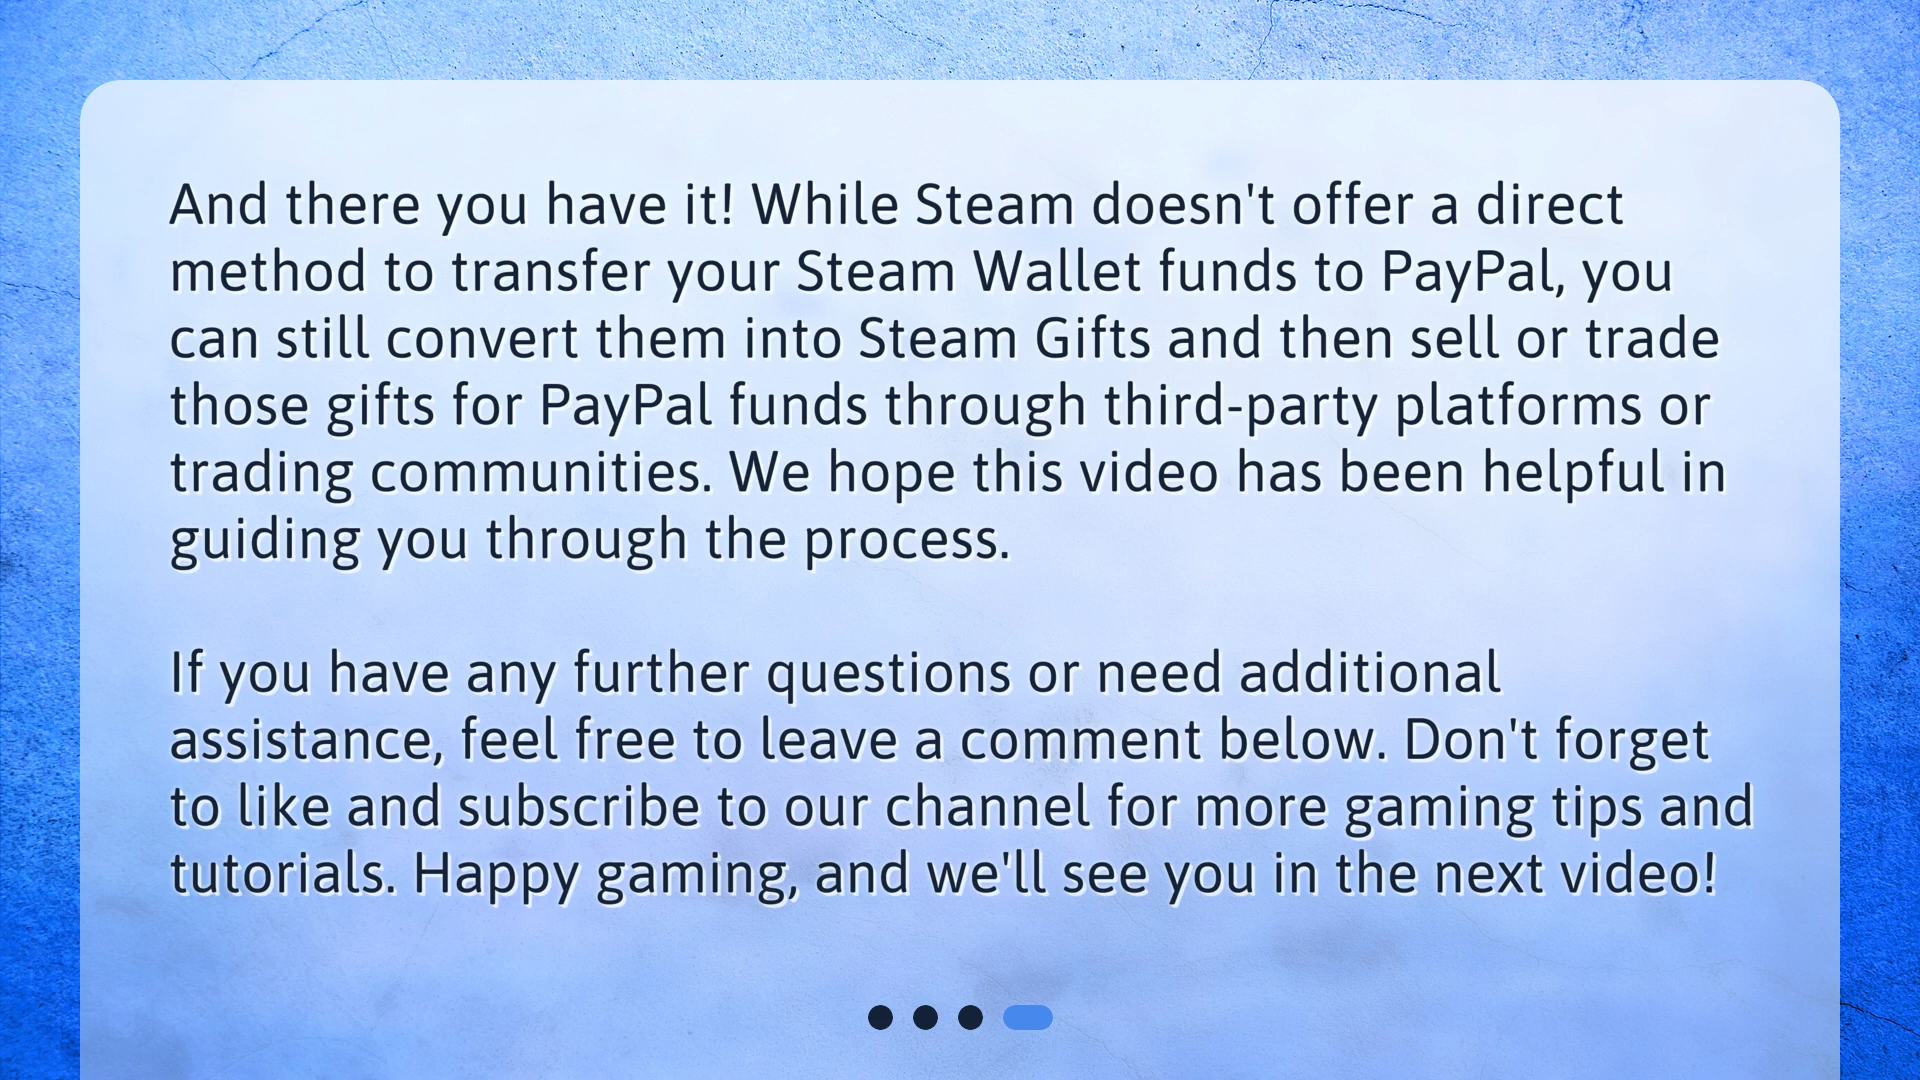 And there you have it! While Steam doesn't offer a direct
method to transfer your Steam Wallet funds to PayPal, you
can still convert them into Steam Gifts and then sell or trade
those gifts for PayPal funds through third-party platforms or
trading communities. We hope this video has been helpful in
guiding you through the process.
If you have any further questions or need additional
assistance, feel free to leave a comment below. Don't forget
to like and subscribe to our channel for more gaming tips and
tutorials. Happy gaming, and we'll see you in the next video!